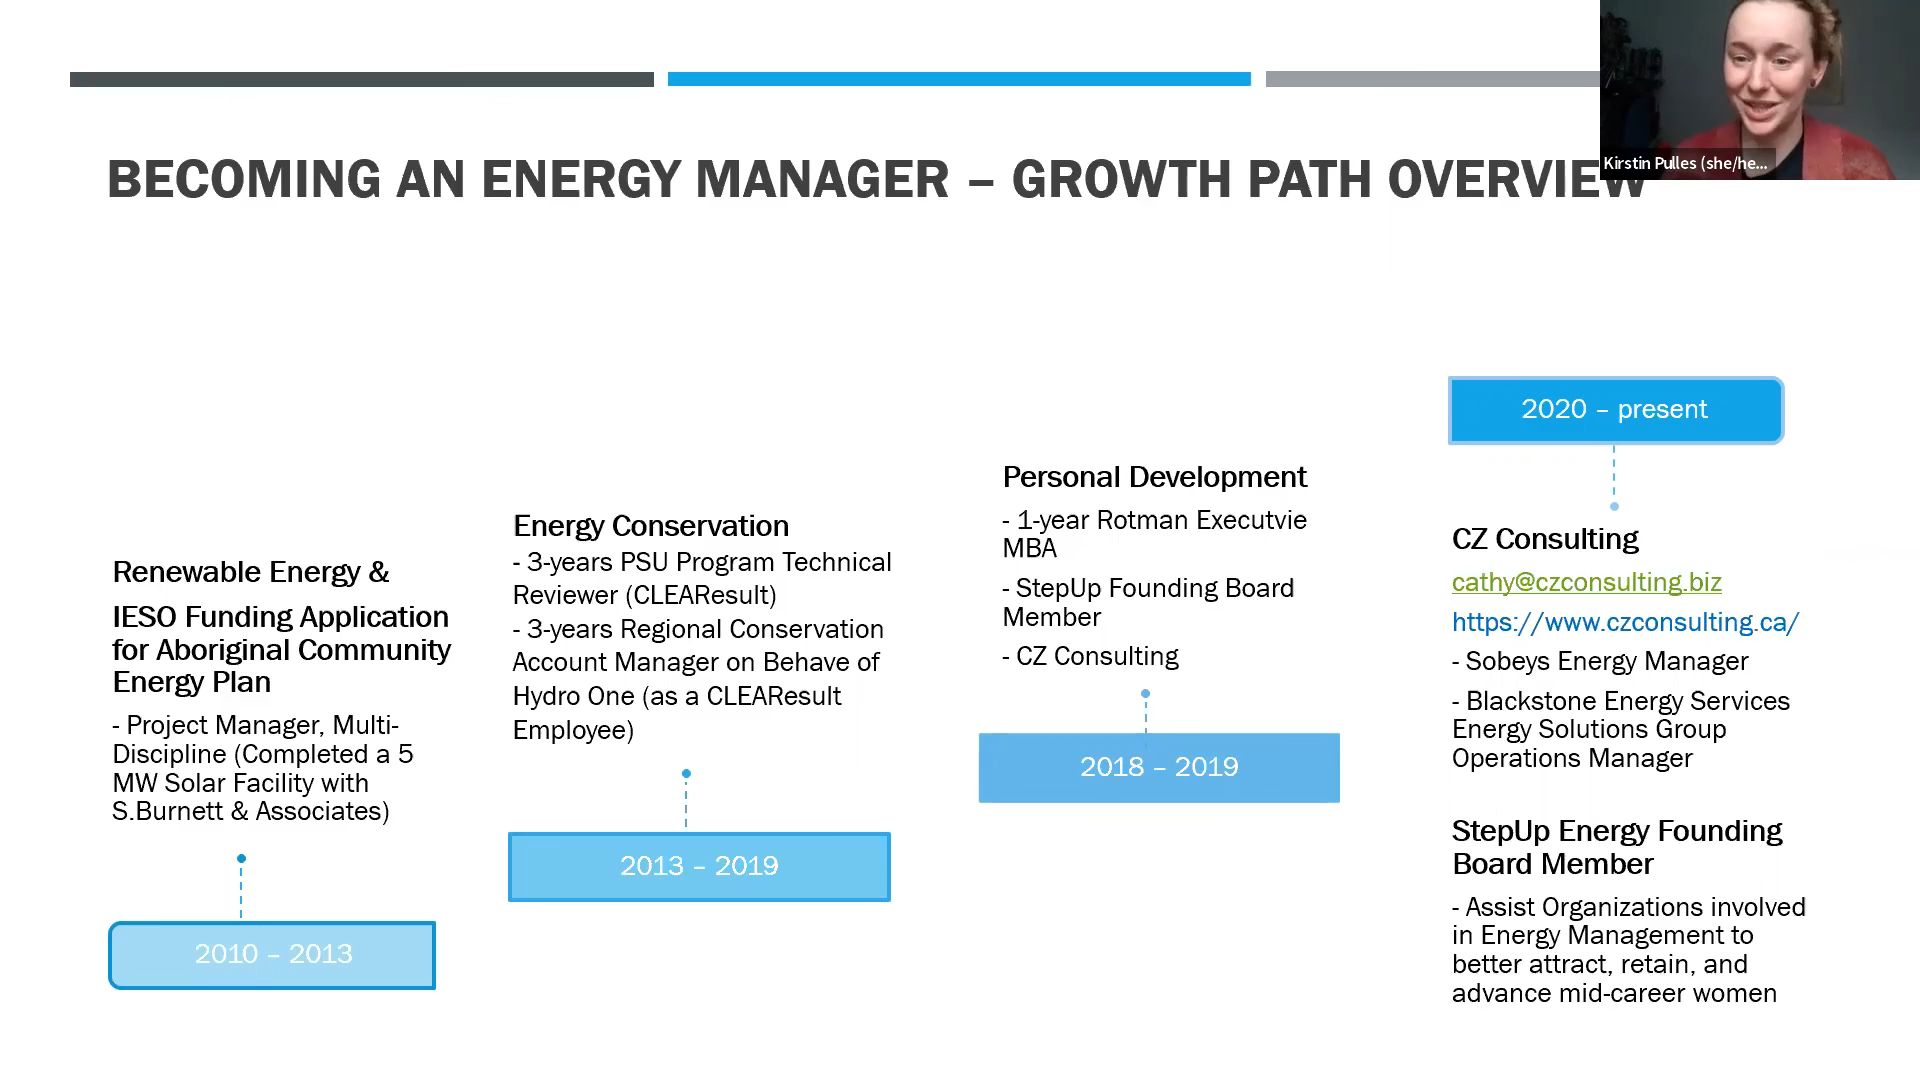 BECOMING AN ENERGY MANAGER – GROWTH PATH OVERVIEW
Kirstin Pulles (she/he...
Renewable Energy &
IESO Funding Application
for Aboriginal Community
Energy Plan
- Project Manager, Multi-
Discipline (Completed a 5
MW Solar Facility with
S.Burnett & Associates)
2010 – 2013
Energy Conservation
- 3-years PSU Program Technical
Reviewer (CLEAResult)
- 3-years Regional Conservation
Account Manager on Behave of
Hydro One (as a CLEAResult
Employee)
2013 – 2019
Personal Development
- 1-year Rotman Executvie
MBA
- StepUp Founding Board
Member
- CZ Consulting
2018 – 2019
2020 – present
CZ Consulting
cathy@czconsulting.biz
https://www.czconsulting.ca/
- Sobeys Energy Manager
- Blackstone Energy Services
Energy Solutions Group
Operations Manager
StepUp Energy Founding
Board Member
- Assist Organizations involved
in Energy Management to
better attract, retain, and
advance mid-career women